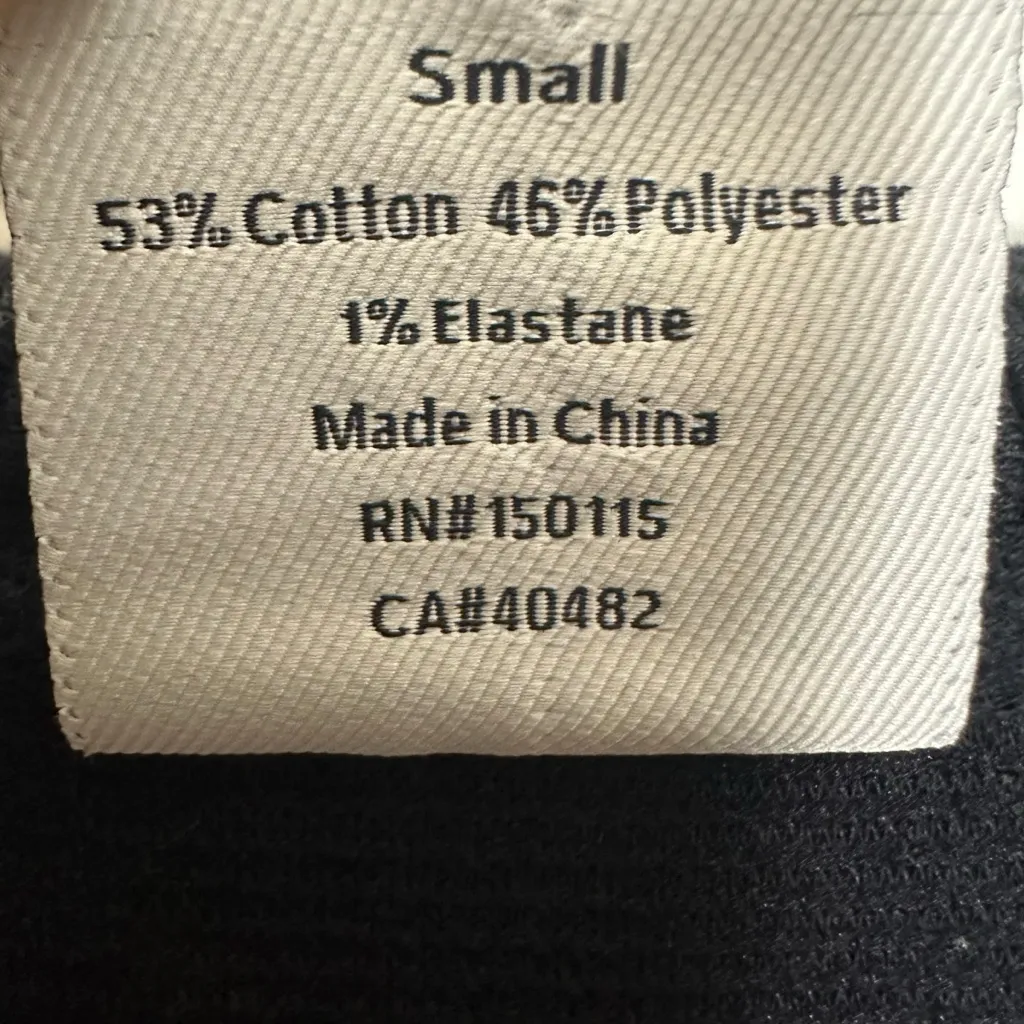 Small
53% Cotton 46% Polyester
1% Elastane
Made in China
RN#150115
CA#40482